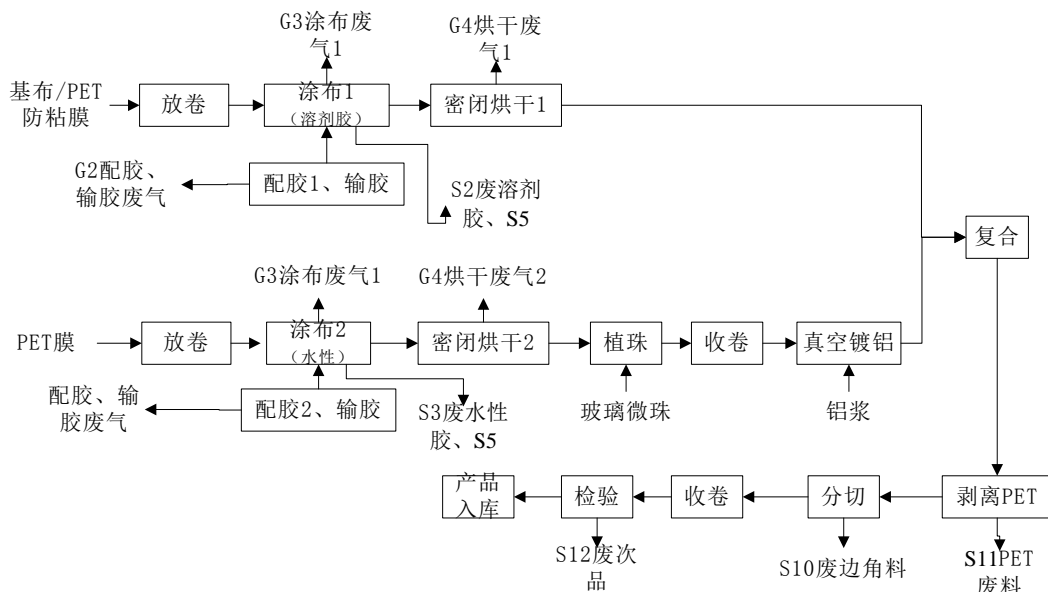 G3涂布废
气1
G4烘干废
气1
基布/PET
防粘膜
放卷
涂布1
(溶剂胶)
密闭烘干1
G2配胶、
输胶废气
配胶1、输胶
S2废溶剂
胶、S5
复合
G3涂布废气1
G4烘干废气2
PET膜
放卷
涂布2
(水性)
密闭烘干2
植珠
收卷
真空镀铝
配胶、输
胶废气
配胶2、输胶
S3废水性
胶、S5
玻璃微珠
铝浆
产品
入库
检验
收卷
分切
剥离PET
S12废次
品
S10废边角料
S11PET
废料